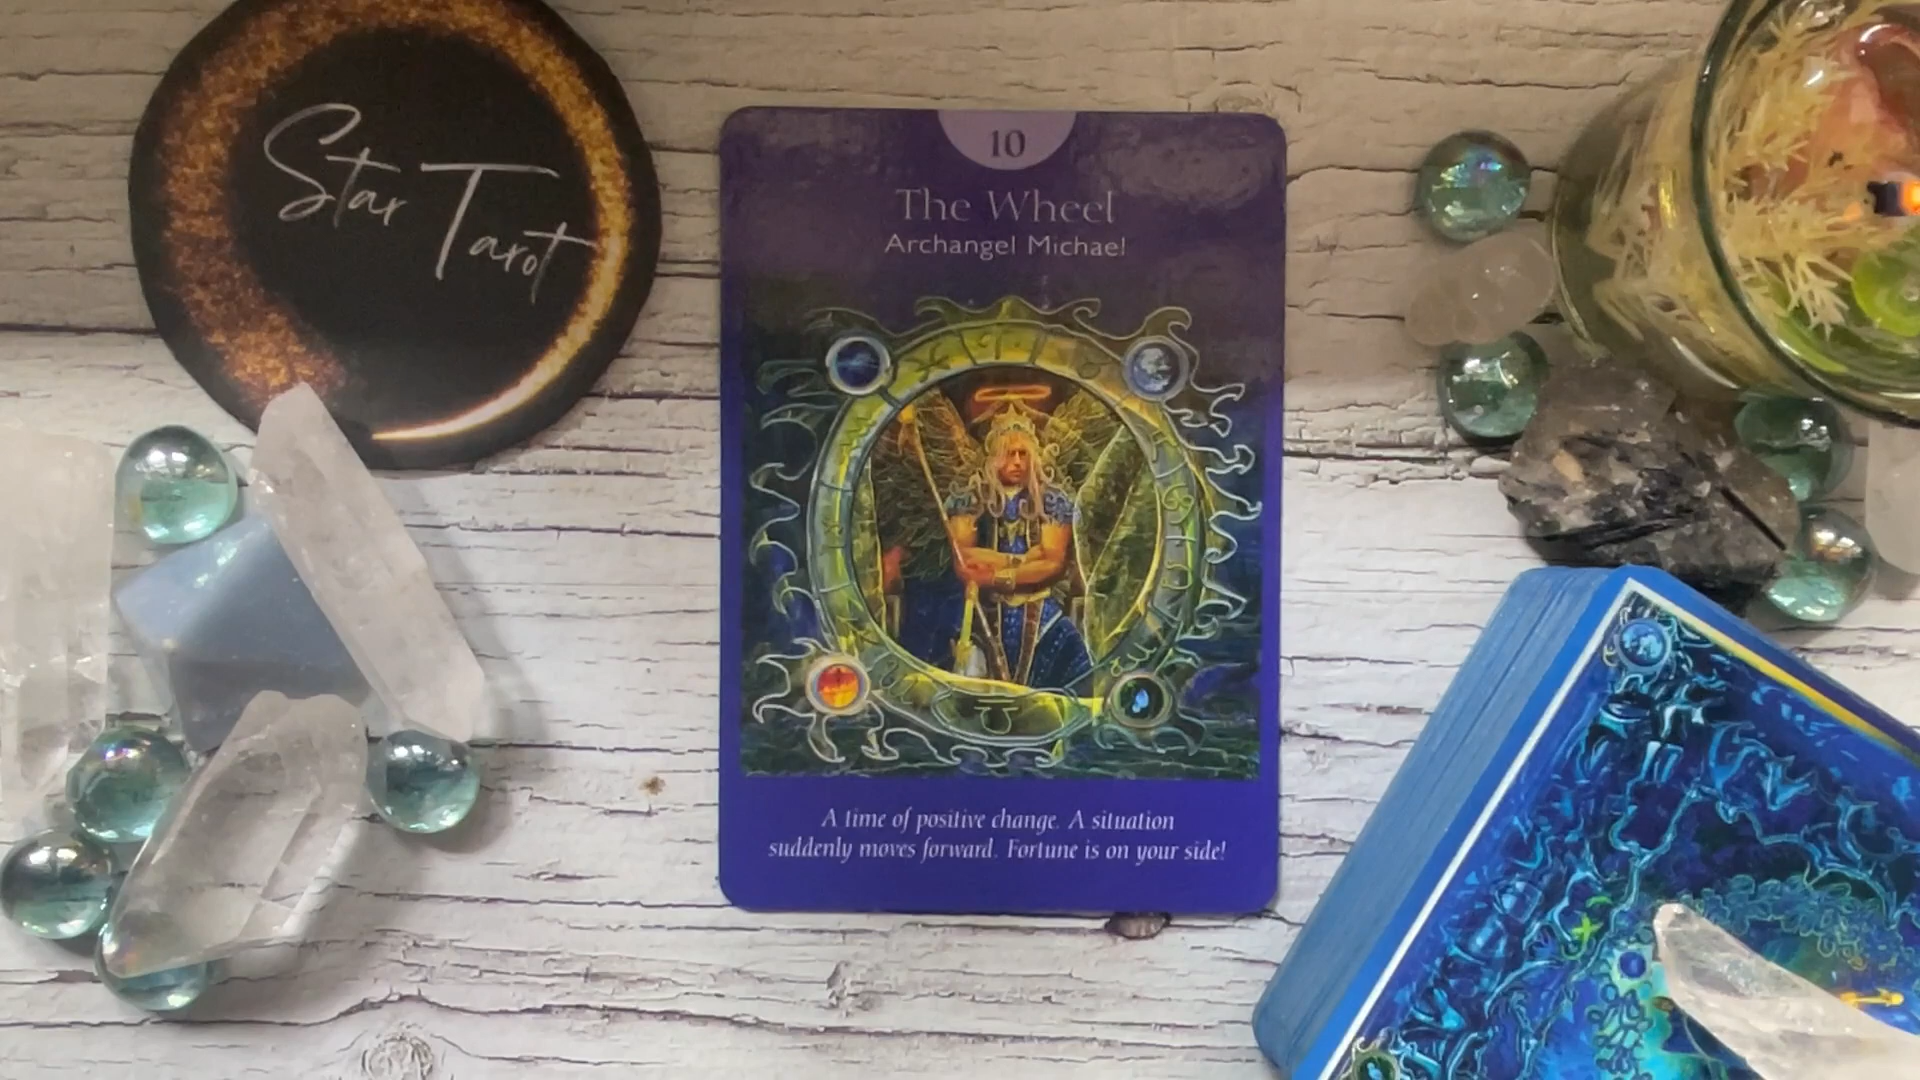 Star Tarot
10
The Wheel
Archangel Michael
A time of positive change. A situation
suddenly moves forward. Fortune is on your side!